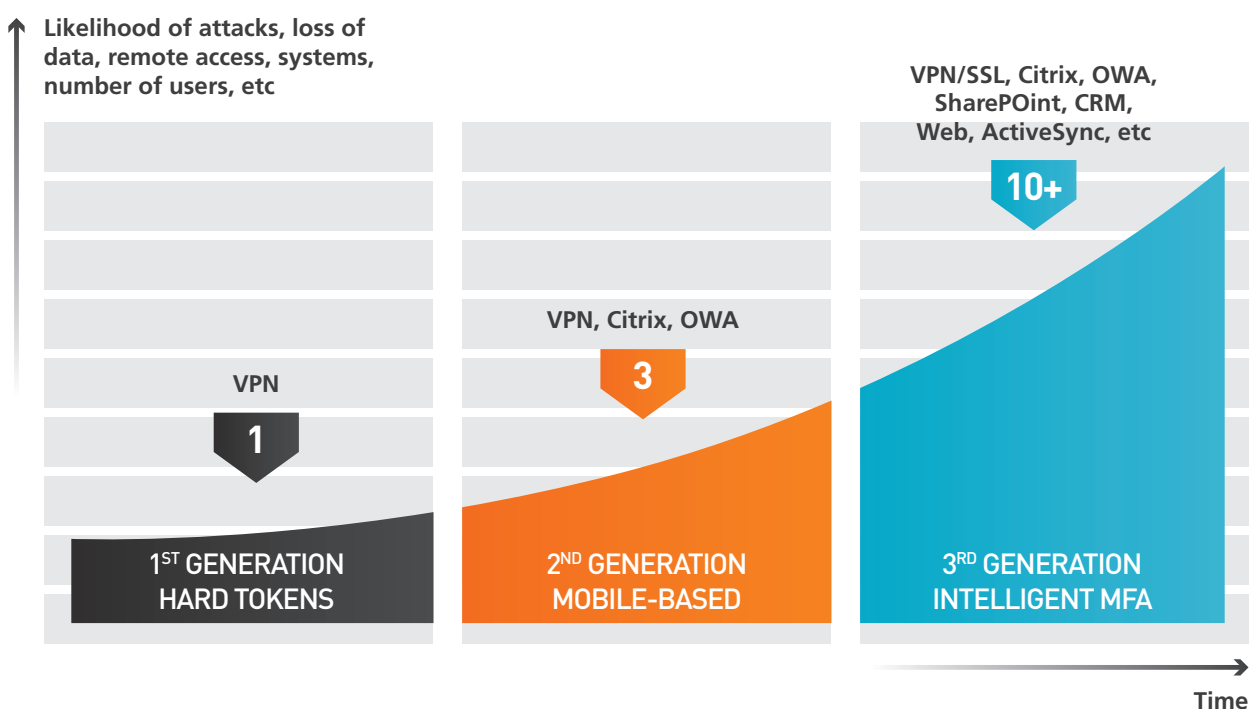 Likelihood of attacks, loss of
data, remote access, systems,
number of users, etc
VPN
1
1ST GENERATION
HARD TOKENS
VPN, Citrix, OWA
3
2ND GENERATION
MOBILE-BASED
VPN/SSL, Citrix, OWA,
SharePOint, CRM,
Web, ActiveSync, etc
10+
3RD GENERATION
INTELLIGENT MFA
Time